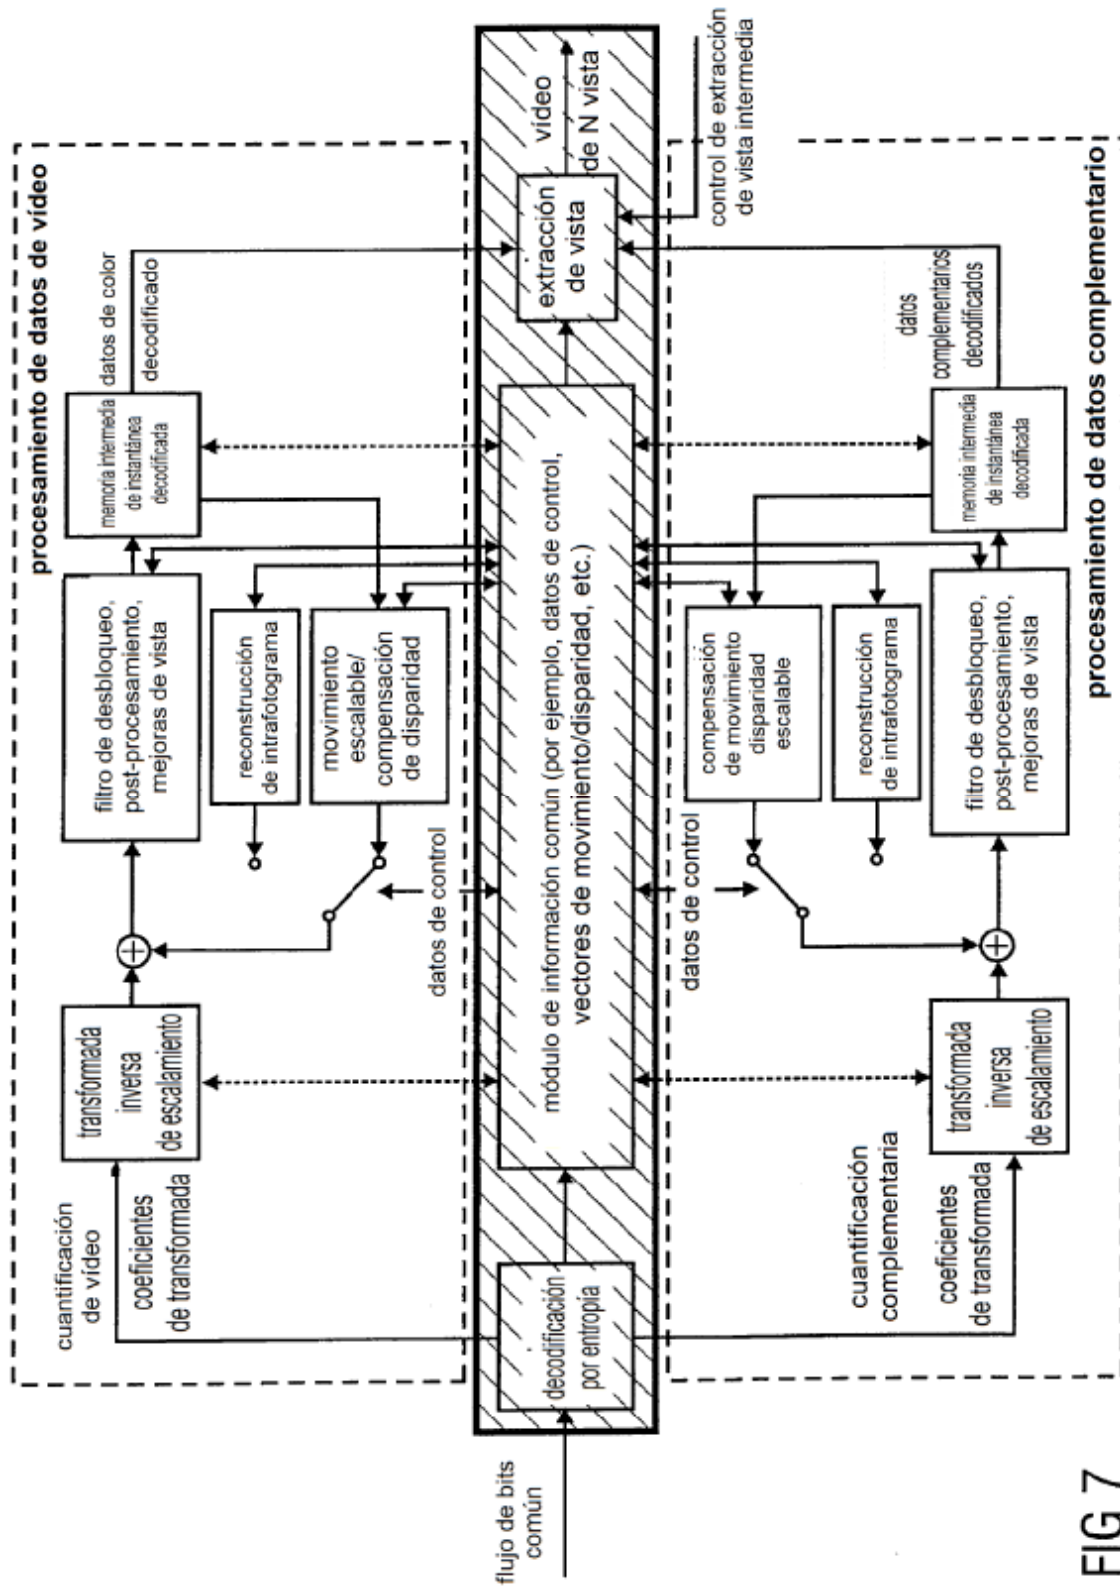 procesamiento de datos de vídeo
cuantificación
de vídeo
coeficientes
de transformada
transformada
inversa
de escalamiento
filtro de desbloqueo,
post-procesamiento,
mejoras de vista
memoria intermedia
de instantánea
decodificada
datos de color
decodificado
reconstrucción
de intrafotograma
movimiento
escalable/
compensación
de disparidad
datos de control
flujo de bits
común
decodificación
por entropía
módulo de información común (por ejemplo, datos de control,
vectores de movimiento/disparidad, etc.)
extracción
de vista
vídeo
de N vista
control de extracción
de vista intermedia
datos de control
compensación
de movimiento
disparidad
escalable
reconstrucción
de intrafotograma
cuantificación
complementaria
coeficientes
de transformada
transformada
inversa
de escalamiento
filtro de desbloqueo,
post-procesamiento,
mejoras de vista
memoria intermedia
de instantánea
decodificada
datos
complementarios
decodificados
procesamiento de datos complementario
FIG 7